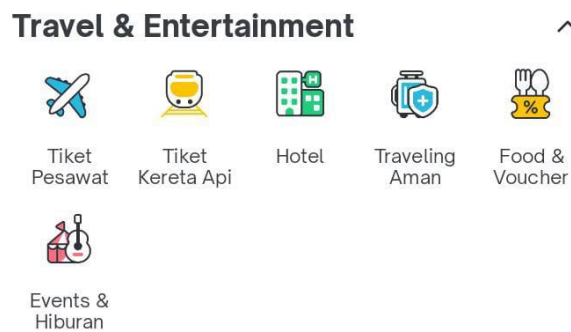 Travel & Entertainment
H
%
Tiket
Pesawat
Tiket
Kereta Api
Hotel
Traveling
Aman
Food &
Voucher
Events &
Hiburan